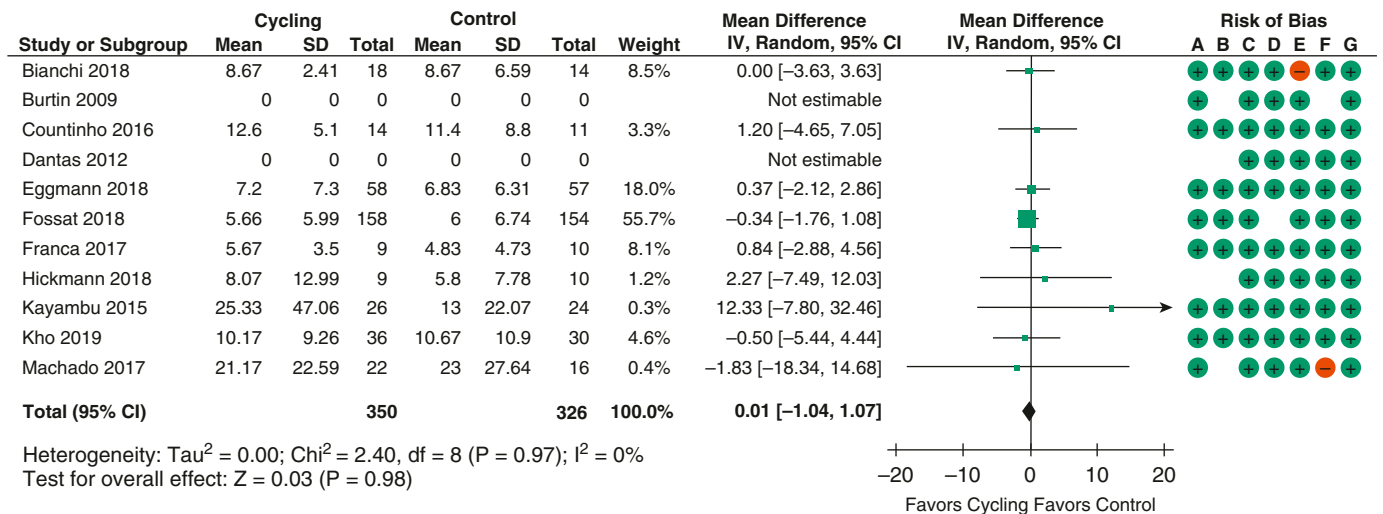 Cycling Control Mean Difference Mean Difference Risk of Bias
Study or Subgroup Mean SD Total Mean SD Total Weight IV, Random, 95% CI IV, Random, 95% CI A B C D E F G
Bianchi 2018 8.67 2.41 18 8.67 6.59 14 8.5% 0.00 [–3.63, 3.63] + + + + – + +
Burtin 2009 0 0 0 0 0 0 Not estimable + + + + +
Countinho 2016 12.6 5.1 14 11.4 8.8 11 3.3% 1.20 [–4.65, 7.05] + + + + + + +
Dantas 2012 0 0 0 0 0 0 Not estimable + + + + +
Eggmann 2018 7.2 7.3 58 6.83 6.31 57 18.0% 0.37 [–2.12, 2.86] + + + + + + +
Fossat 2018 5.66 5.99 158 6 6.74 154 55.7% –0.34 [–1.76, 1.08] + + + + + +
Franca 2017 5.67 3.5 9 4.83 4.73 10 8.1% 0.84 [–2.88, 4.56] + + + + + + +
Hickmann 2018 8.07 12.99 9 5.8 7.78 10 1.2% 2.27 [–7.49, 12.03] + + + + +
Kayambu 2015 25.33 47.06 26 13 22.07 24 0.3% 12.33 [–7.80, 32.46] + + + + + + +
Kho 2019 10.17 9.26 36 10.67 10.9 30 4.6% –0.50 [–5.44, 4.44] + + + + + + +
Machado 2017 21.17 22.59 22 23 27.64 16 0.4% –1.83 [–18.34, 14.68] + + + + – +
Total (95% CI) 350 326 100.0% 0.01 [–1.04, 1.07]
Heterogeneity: Tau² = 0.00; Chi² = 2.40, df = 8 (P = 0.97); I² = 0%
Test for overall effect: Z = 0.03 (P = 0.98)
–20 –10 0 10 20
Favors Cycling Favors Control